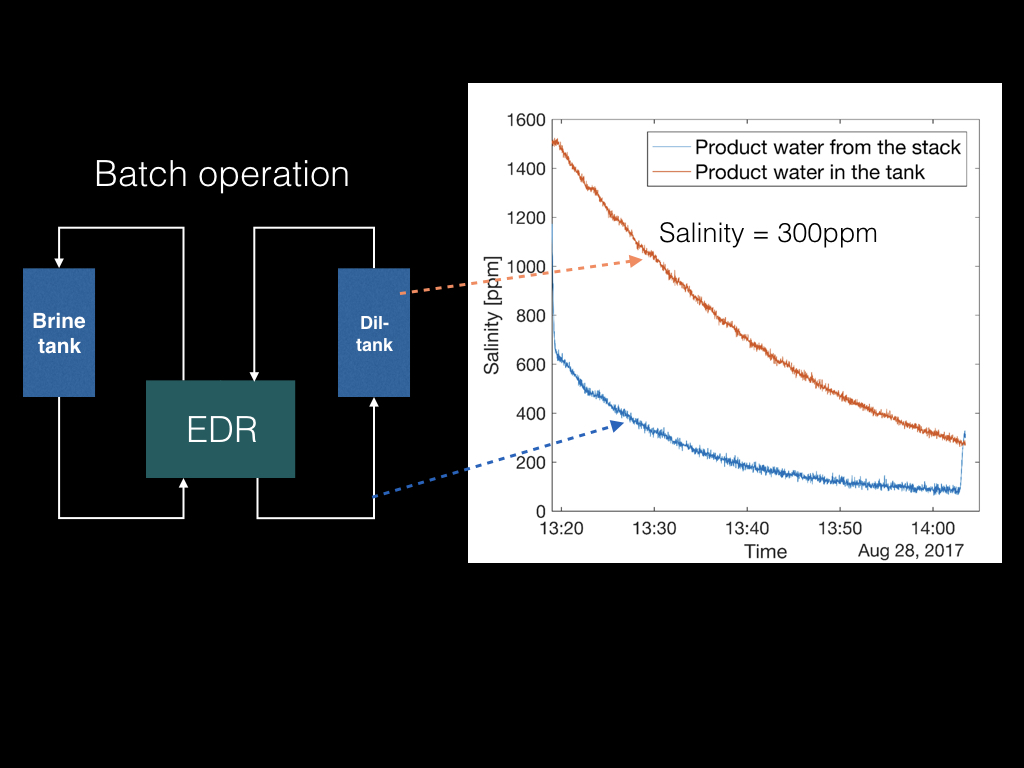 Batch operation
Brine
tank
Dil-
tank
EDR
1600
1400
1200
1000
800
600
400
200
0
Salinity [ppm]
Product water from the stack
Product water in the tank
Salinity = 300ppm
13:20
13:30
13:40
13:50
14:00
Time
Aug 28, 2017